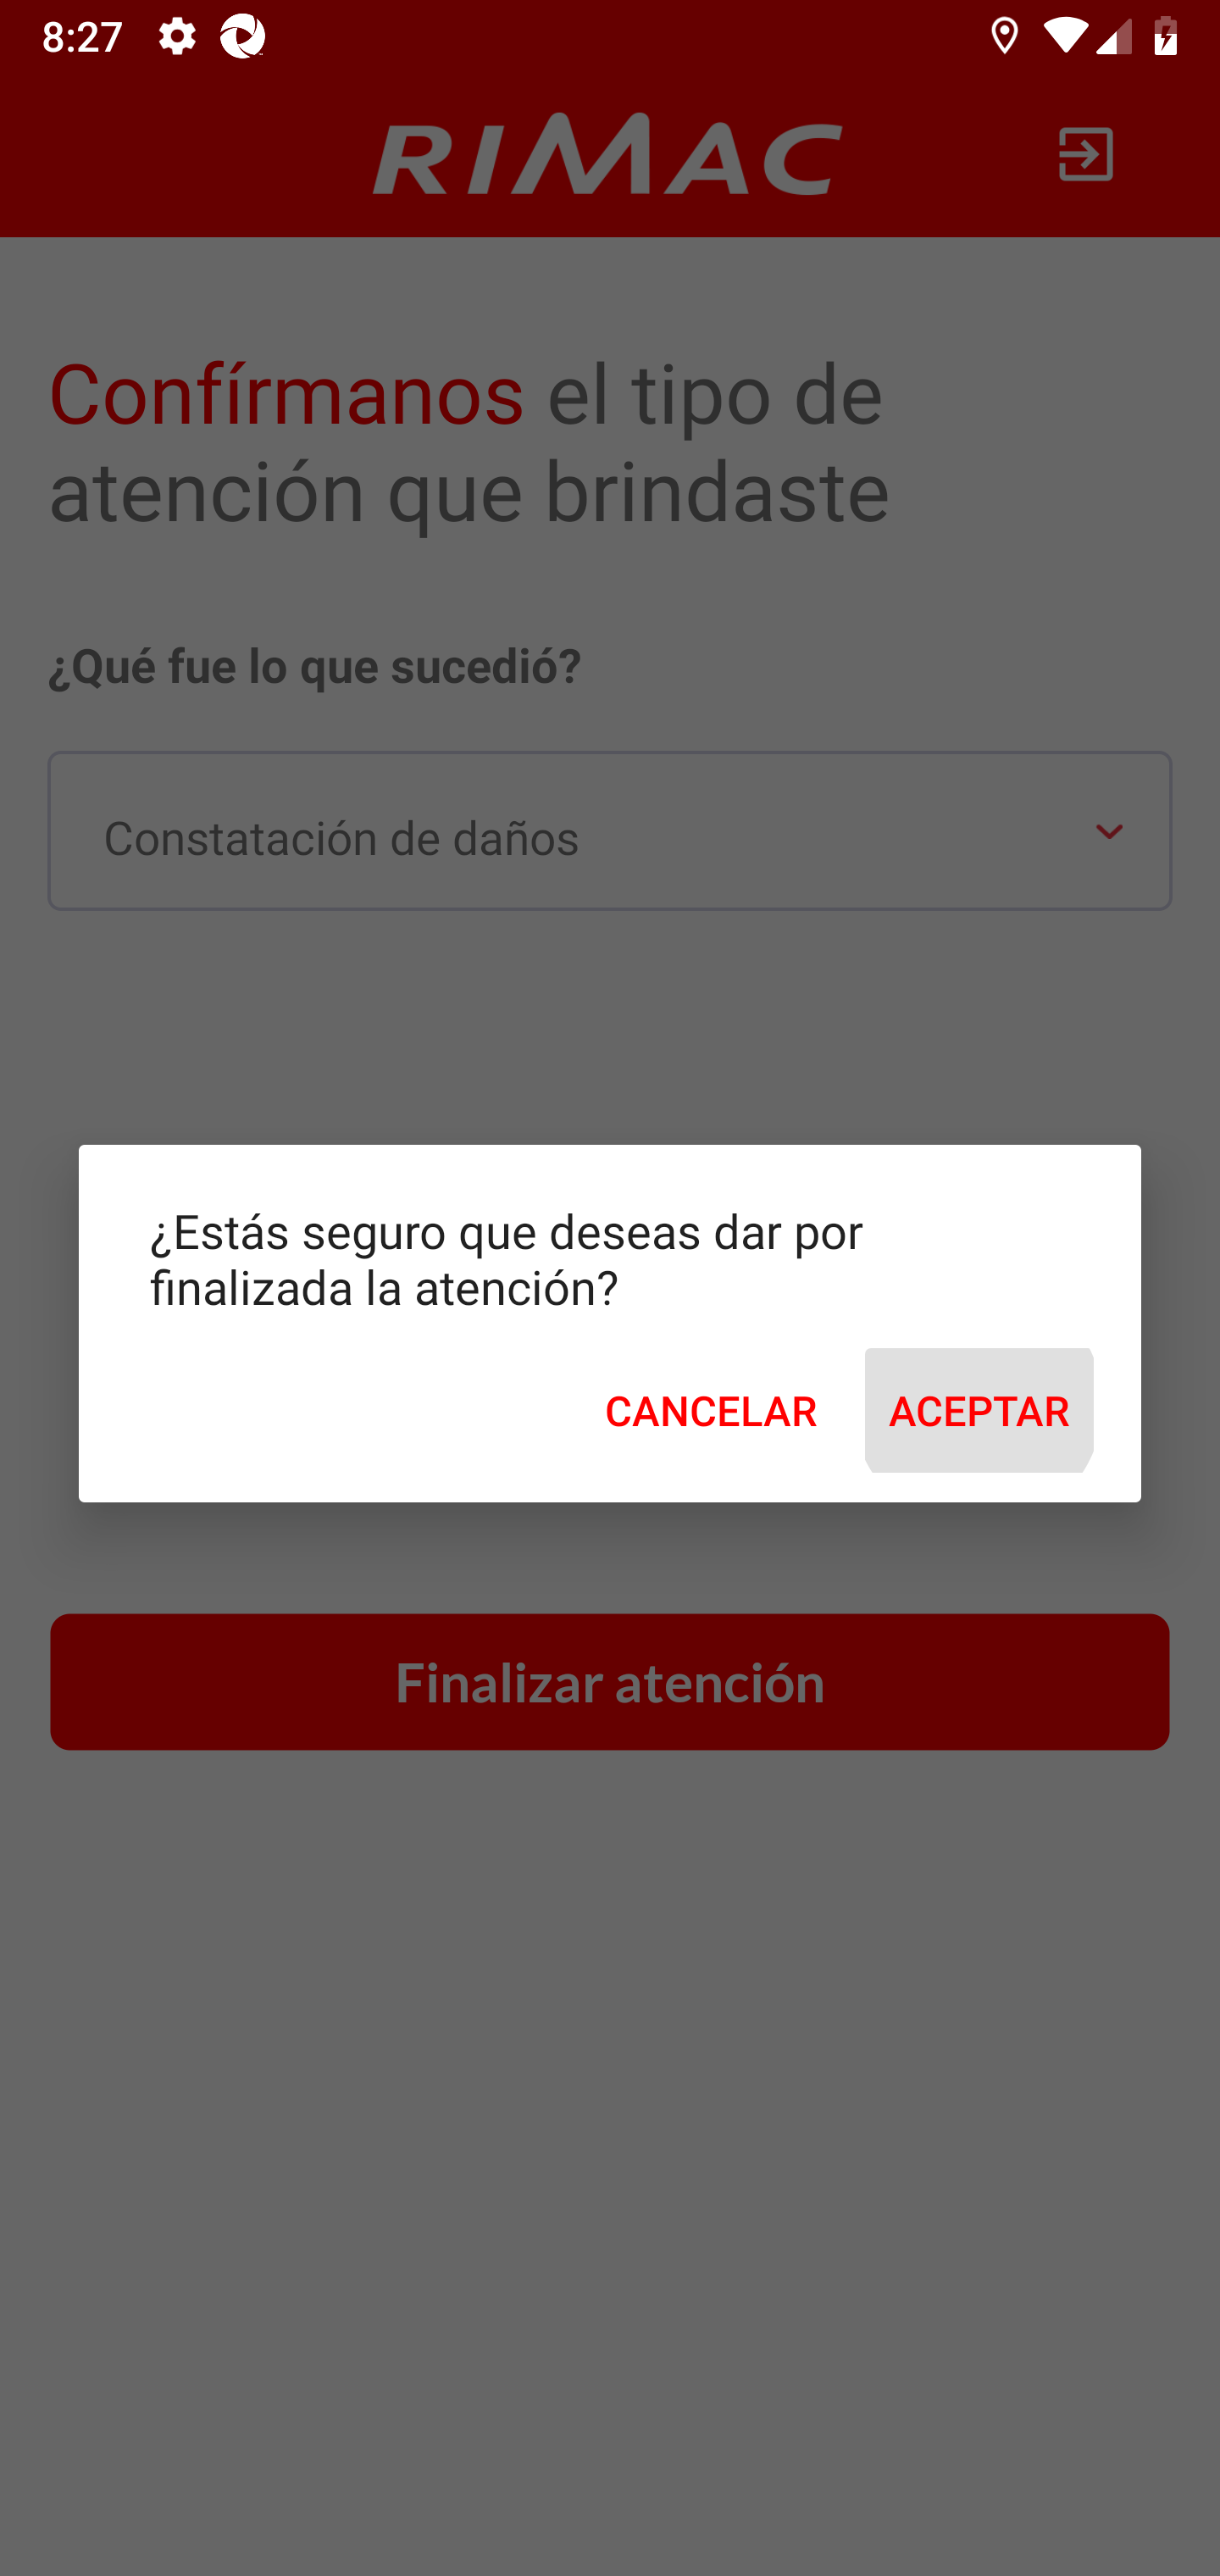 8:27
RIMAC
Confírmanos el tipo de
atención que brindaste
¿Qué fue lo que sucedió?
Constatación de daños
¿Estás seguro que deseas dar por
finalizada la atención?
CANCELAR ACEPTAR
Finalizar atención